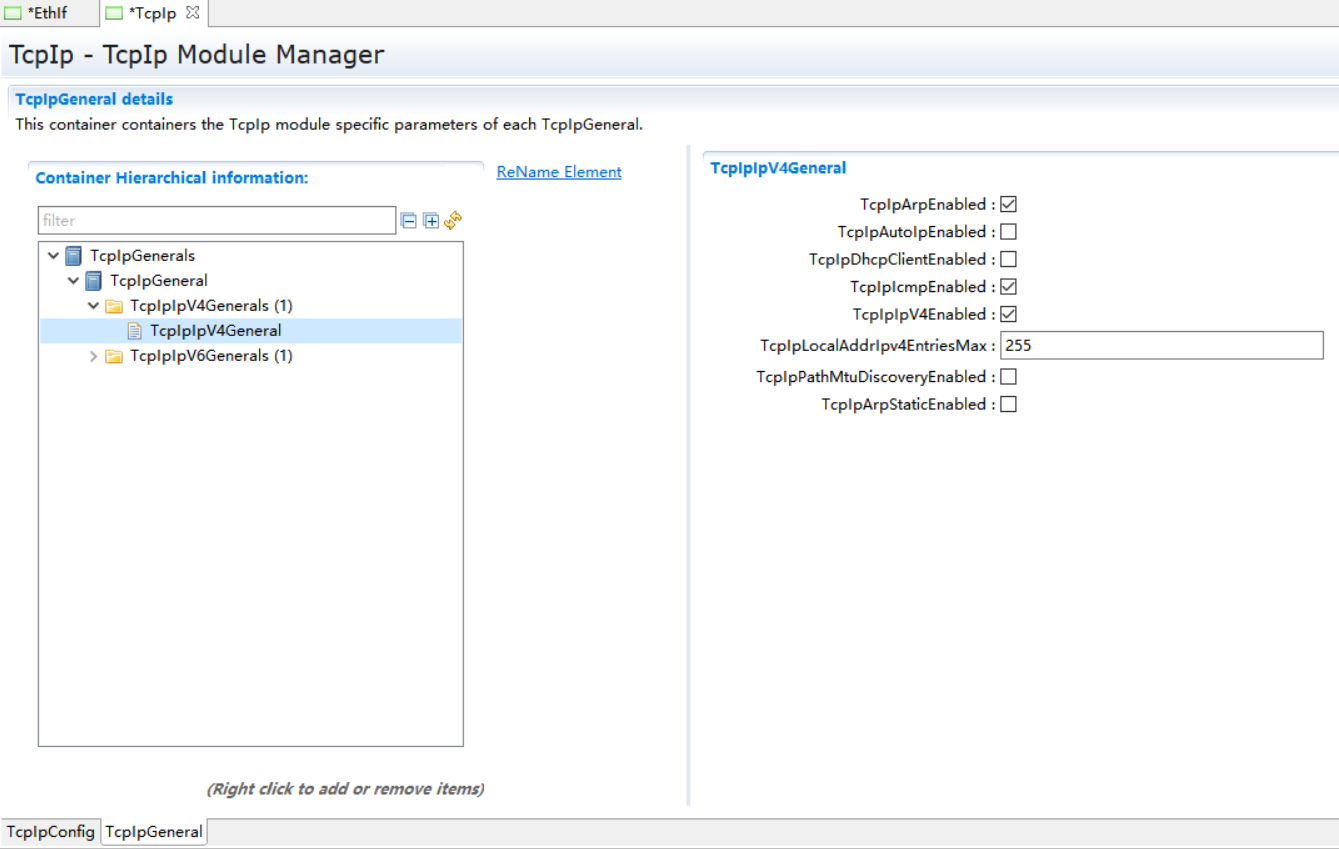 *EthIf
*TcpIp
TcpIp - TcpIp Module Manager
TcpIpGeneral details
This container containers the TcpIp module specific parameters of each TcpIpGeneral.
Container Hierarchical information:
ReName Element
filter
TcpIpGenerals
TcpIpGeneral
TcpIpIpV4Generals (1)
TcpIpIpV4General
TcpIpIpV6Generals (1)
(Right click to add or remove items)
TcpIpIpV4General
TcpIpArpEnabled :
TcpIpAutoIpEnabled :
TcpIpDhcpClientEnabled :
TcpIpIcmpEnabled :
TcpIpIpV4Enabled :
TcpIpLocalAddrIpv4EntriesMax : 255
TcpIpPathMtuDiscoveryEnabled :
TcpIpArpStaticEnabled :
TcpIpConfig TcpIpGeneral